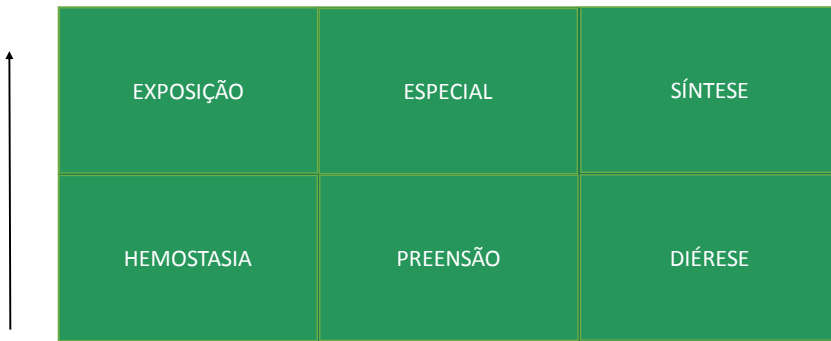 EXPOSIÇÃO
ESPECIAL
SÍNTESE
HEMOSTASIA
PREENSÃO
DIÉRESE